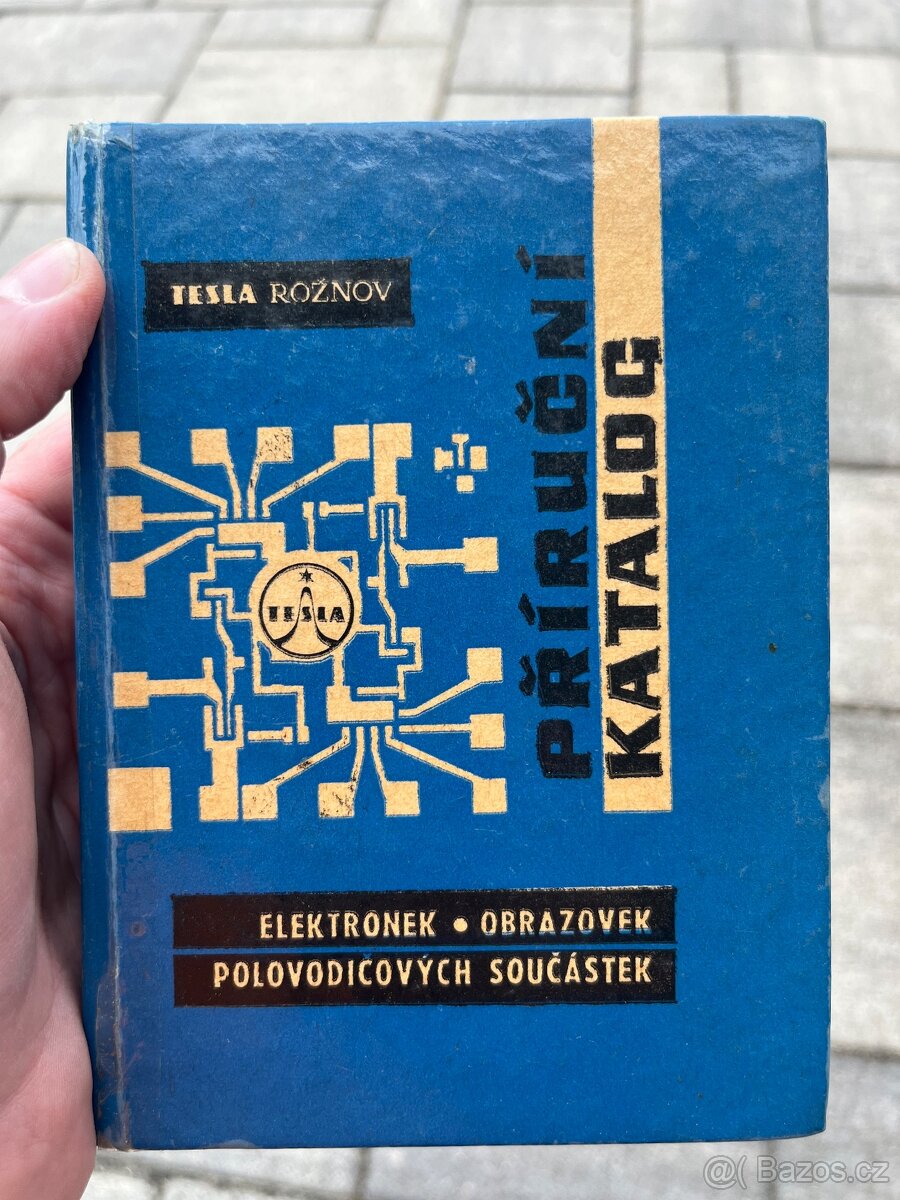 TESLA ROŽNOV
PŘÍRUČNÍ
KATALOG
TESLA
ELEKTRONEK • OBRAZOVEK
POLOVODIČOVÝCH SOUČÁSTEK
@( Bazos.cz